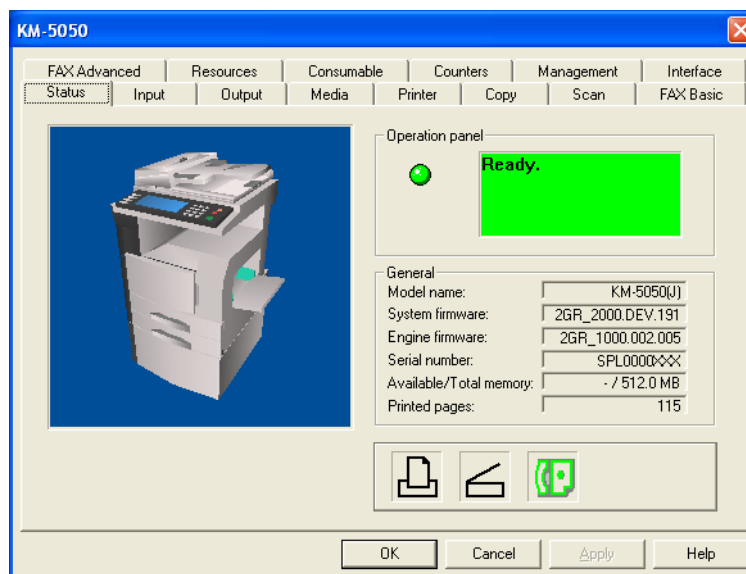 KM-5050
FAX Advanced Resources Consumable Counters Management Interface
Status Input Output Media Printer Copy Scan FAX Basic
Operation panel
Ready.
General
Model name: KM-5050(J)
System firmware: 2GR_2000.DEV.191
Engine firmware: 2GR_1000.002.005
Serial number: SPL0000XXX
Available/Total memory: - / 512.0 MB
Printed pages: 115
OK Cancel Apply Help